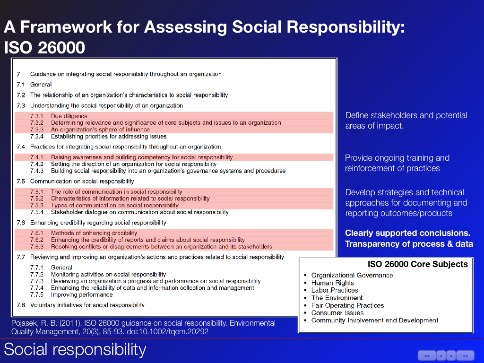 A Framework for Assessing Social Responsibility:
ISO 26000
7 Guidance on integrating social responsibility throughout an organization
7.1 General
7.2 The relationship of an organization's characteristics to social responsibility
7.3 Understanding the social responsibility of an organization
7.3.1 Due diligence
7.3.2 Determining relevance and significance of core subjects and issues to an organization
7.3.3 An organization's sphere of influence
7.3.4 Establishing priorities for addressing issues
7.4 Practices for integrating social responsibility throughout an organization
7.4.1 Raising awareness and building competency for social responsibility
7.4.2 Setting the direction of an organization for social responsibility
7.4.3 Building social responsibility into an organization's governance systems and procedures
7.5 Communication on social responsibility
7.5.1 The role of communication in social responsibility
7.5.2 Characteristics of information related to social responsibility
7.5.3 Types of communication on social responsibility
7.5.4 Stakeholder dialogue on communication about social responsibility
7.6 Enhancing credibility regarding social responsibility
7.6.1 Methods of enhancing credibility
7.6.2 Enhancing the credibility of reports and claims about social responsibility
7.6.3 Resolving conflicts or disagreements between an organization and its stakeholders
7.7 Reviewing and improving an organization's actions and practices related to social responsibility
7.7.1 General
7.7.2 Monitoring activities on social responsibility
7.7.3 Reviewing an organization's progress and performance on social responsibility
7.7.4 Enhancing the reliability of data and information collection and management
7.7.5 Improving performance
7.8 Voluntary initiatives for social responsibility
Define stakeholders and potential
areas of impact.
Provide ongoing training and
reinforcement of practices
Develop strategies and technical
approaches for documenting and
reporting outcomes/products
Clearly supported conclusions.
Transparency of process & data
ISO 26000 Core Subjects
• Organizational Governance
• Human Rights
• Labor Practices
• The Environment
• Fair Operating Practices
• Consumer Issues
• Community Involvement and Development
Pojasek, R. B. (2011). ISO 26000 guidance on social responsibility. Environmental
Quality Management, 20(3), 85-93. doi:10.1002/tqem.20292
Social responsibility